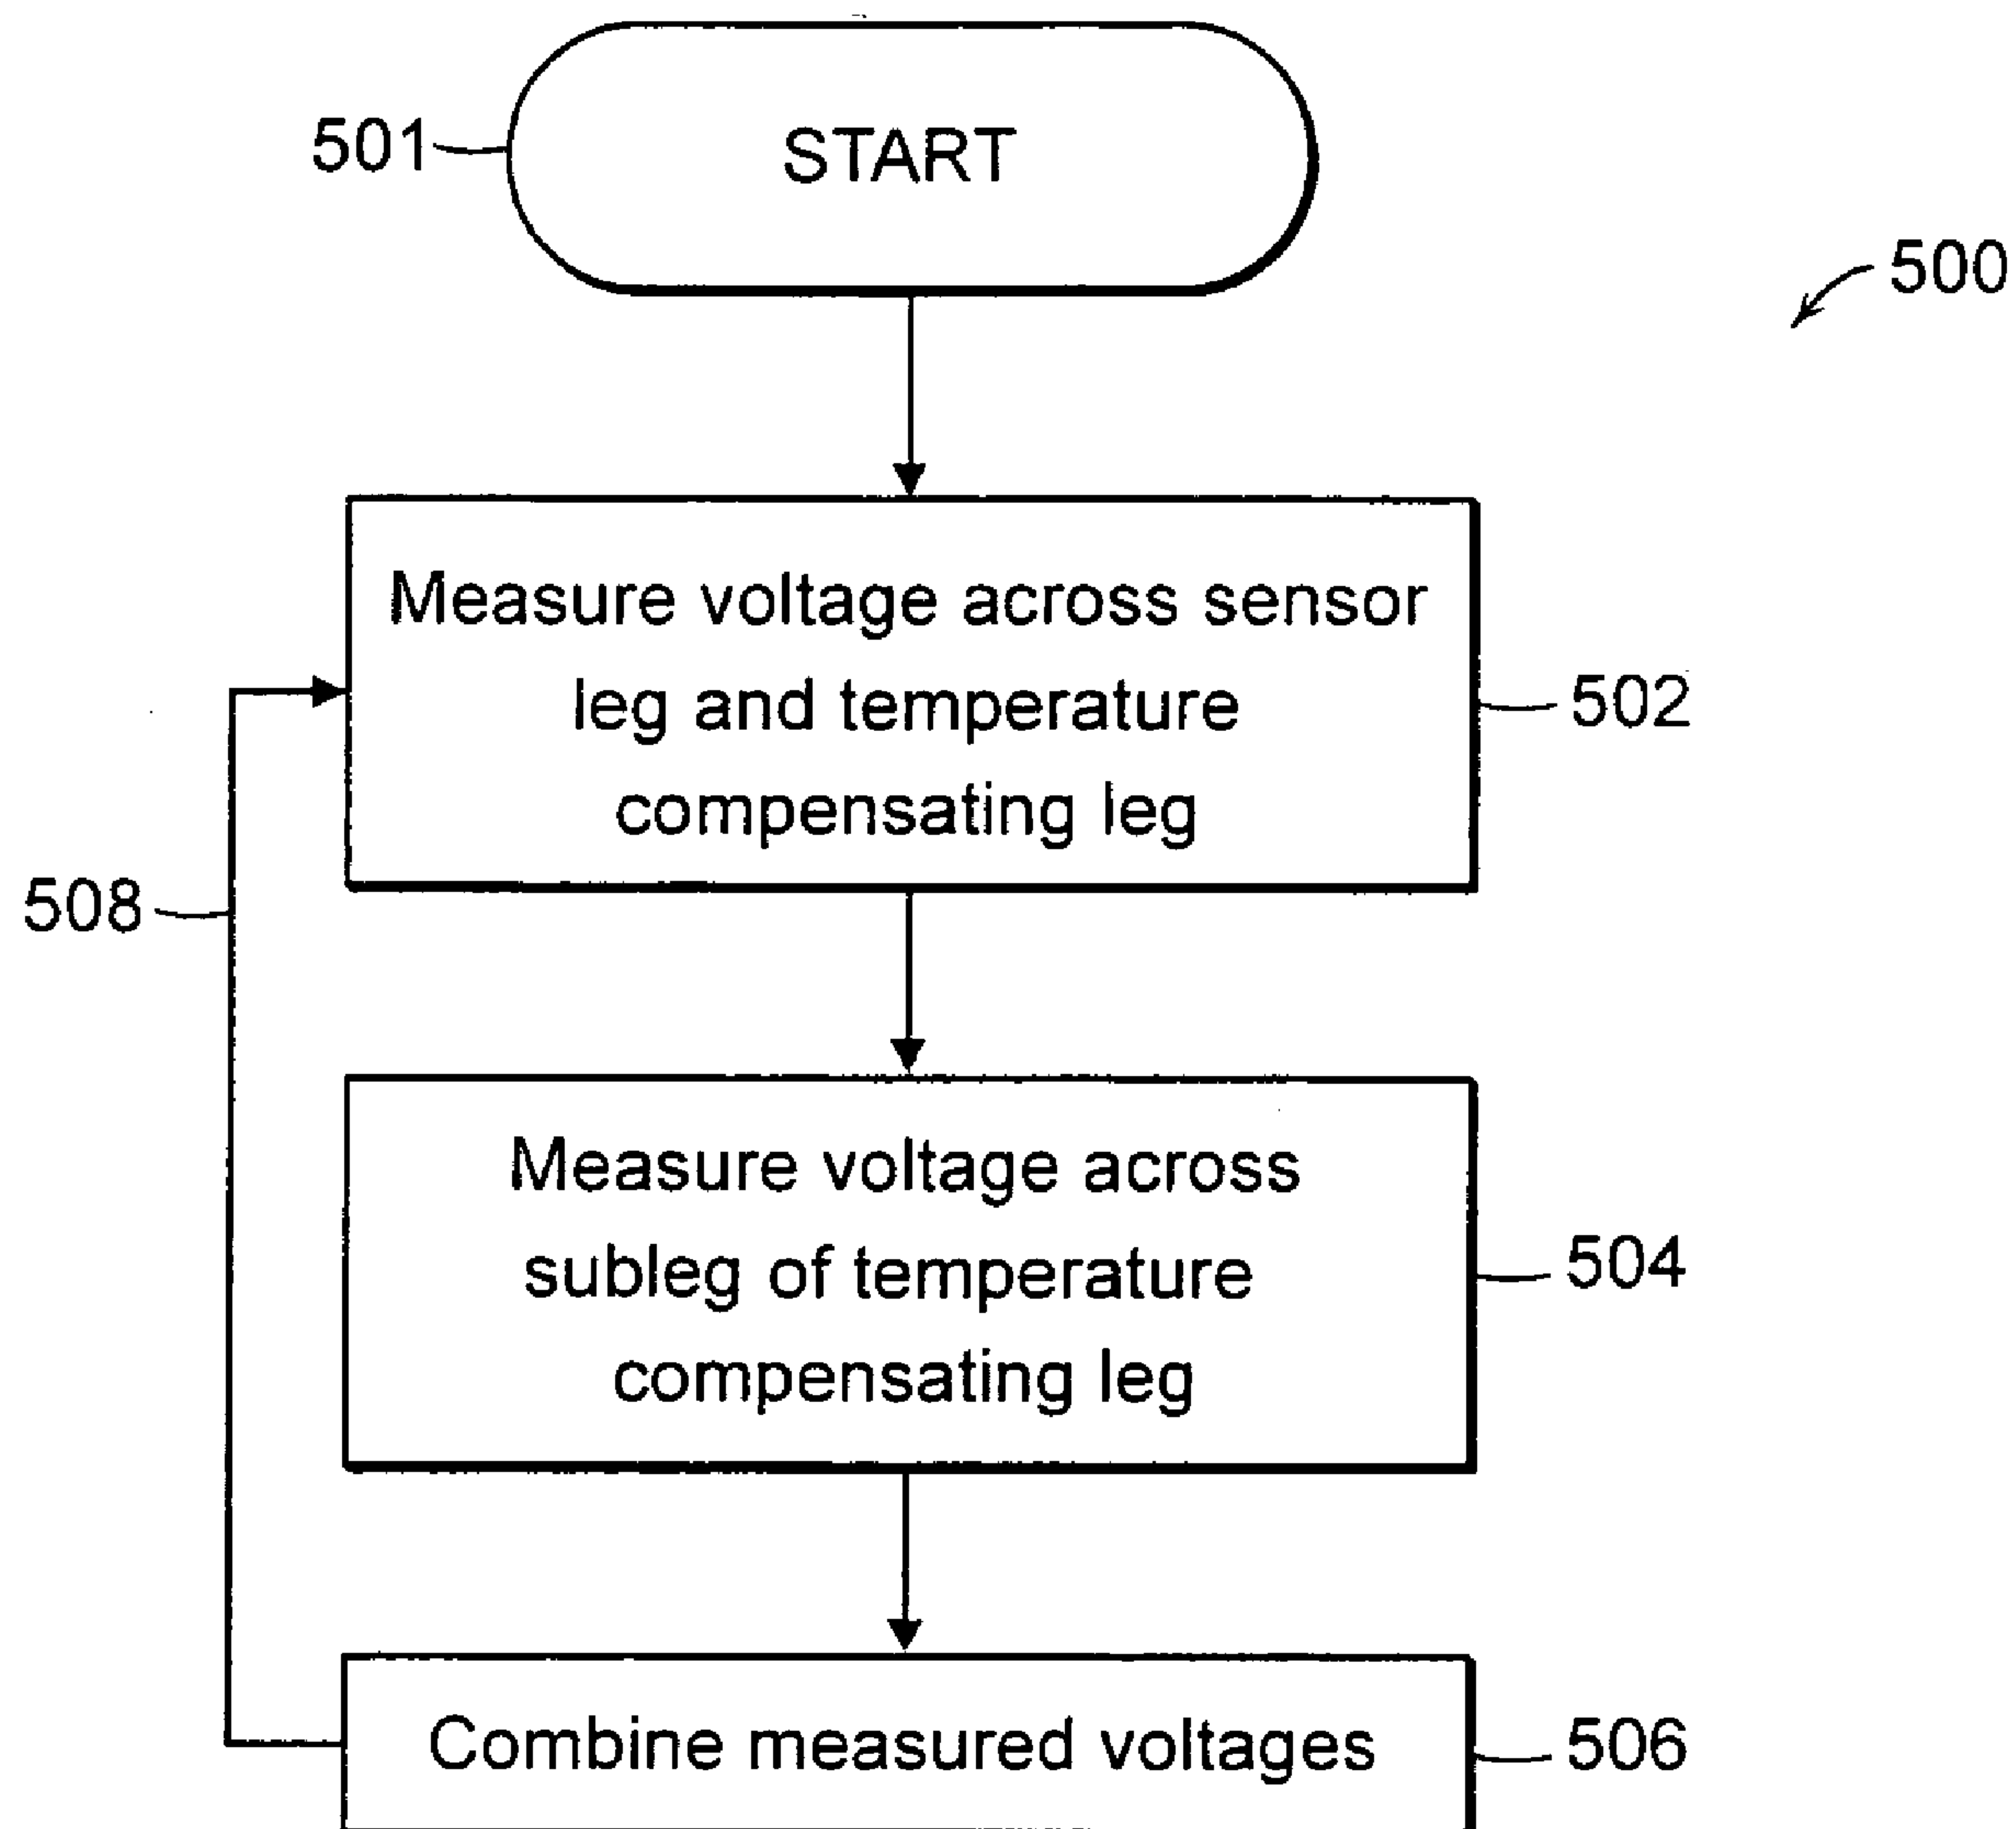 START
501
500
Measure voltage across sensor
leg and temperature
compensating leg
502
508
Measure voltage across
subleg of temperature
compensating leg
504
Combine measured voltages
506